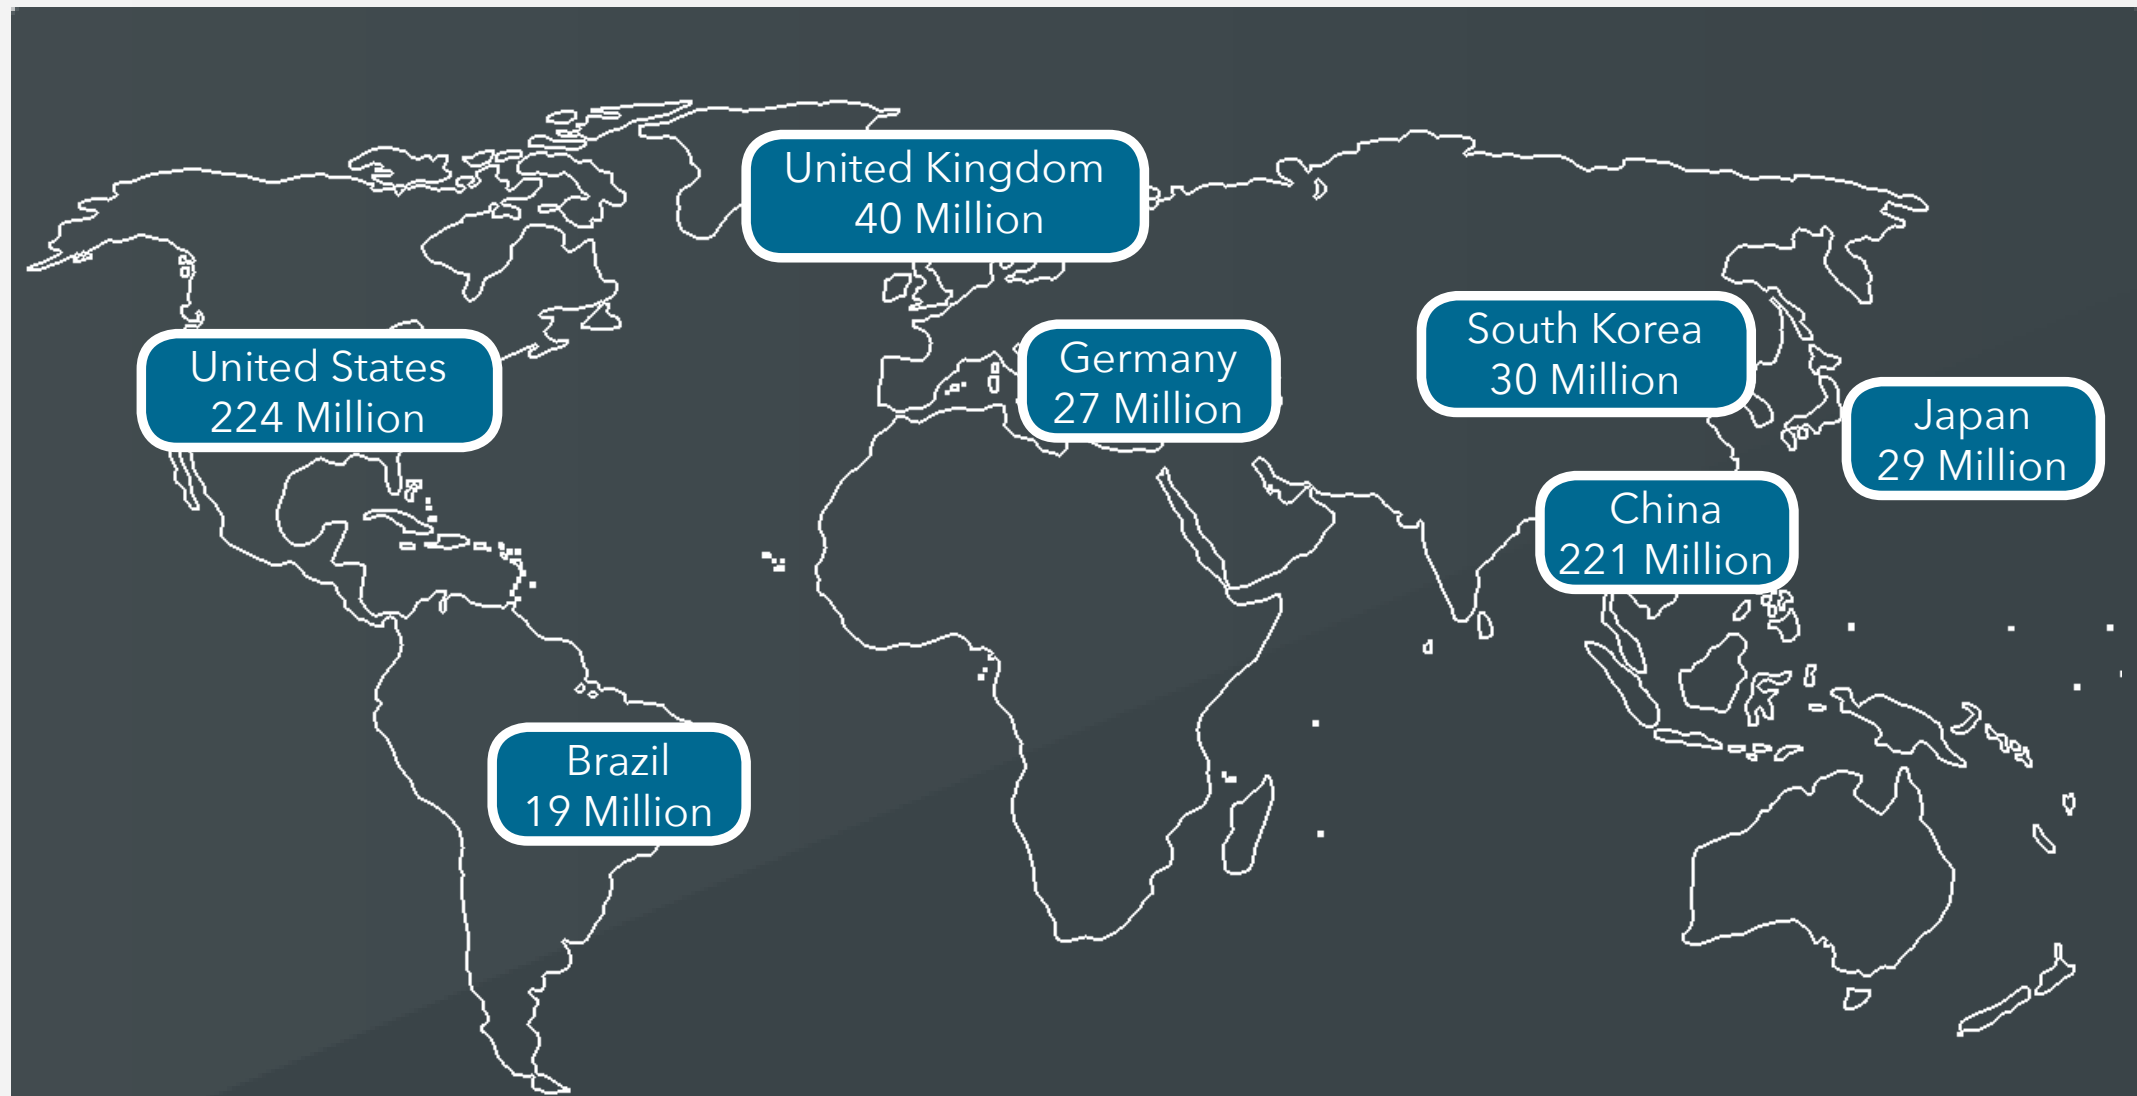 United Kingdom
40 Million
United States
224 Million
Germany
27 Million
South Korea
30 Million
Japan
29 Million
China
221 Million
Brazil
19 Million